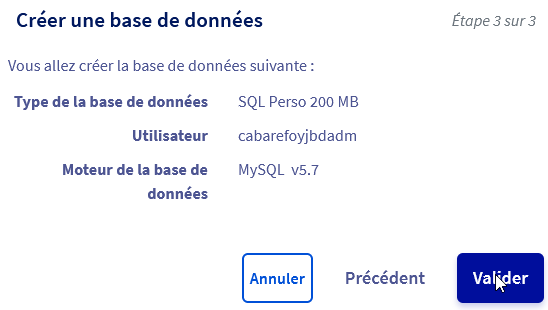 Créer une base de données
Étape 3 sur 3
Vous allez créer la base de données suivante :
Type de la base de données SQL Perso 200 MB
Utilisateur cabarefoyjbdadm
Moteur de la base de données MySQL v5.7
Annuler Précédent Valider